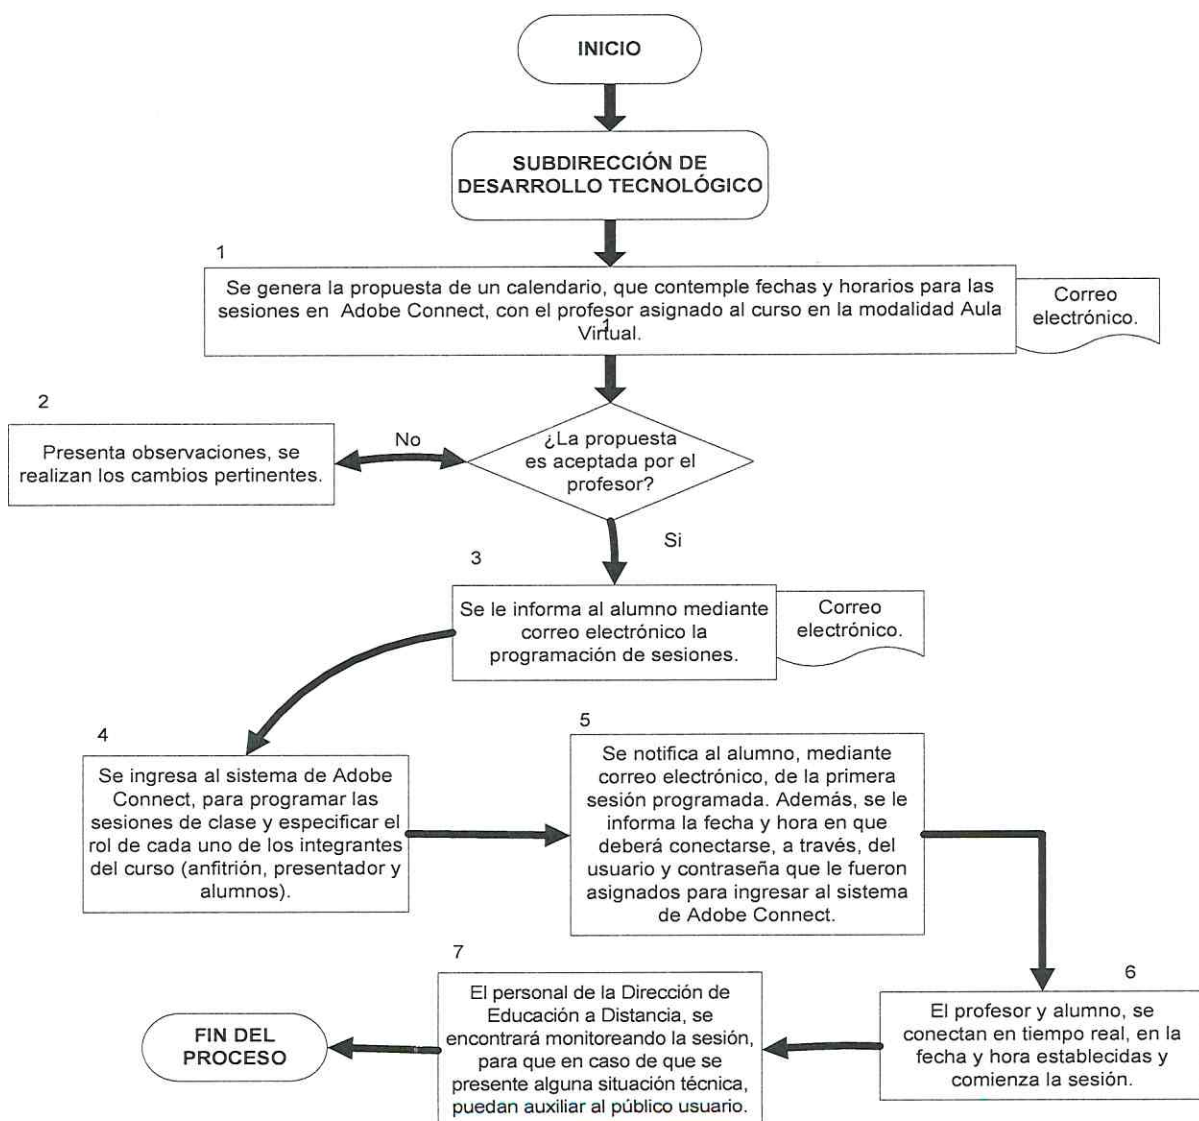 INICIO
SUBDIRECCIÓN DE
DESARROLLO TECNOLÓGICO
1
Se genera la propuesta de un calendario, que contemple fechas y horarios para las
sesiones en Adobe Connect, con el profesor asignado al curso en la modalidad Aula
1
Virtual.
Correo
electrónico.
¿La propuesta
es aceptada por el
profesor?
No
2
Presenta observaciones, se
realizan los cambios pertinentes.
Si
3
Se le informa al alumno mediante
correo electrónico la
programación de sesiones.
Correo
electrónico.
4
Se ingresa al sistema de Adobe
Connect, para programar las
sesiones de clase y especificar el
rol de cada uno de los integrantes
del curso (anfitrión, presentador y
alumnos).
5
Se notifica al alumno, mediante
correo electrónico, de la primera
sesión programada. Además, se le
informa la fecha y hora en que
deberá conectarse, a través, del
usuario y contraseña que le fueron
asignados para ingresar al sistema
de Adobe Connect.
6
El profesor y alumno, se
conectan en tiempo real, en la
fecha y hora establecidas y
comienza la sesión.
7
El personal de la Dirección de
Educación a Distancia, se
encontrará monitoreando la sesión,
para que en caso de que se
presente alguna situación técnica,
puedan auxiliar al público usuario.
FIN DEL
PROCESO